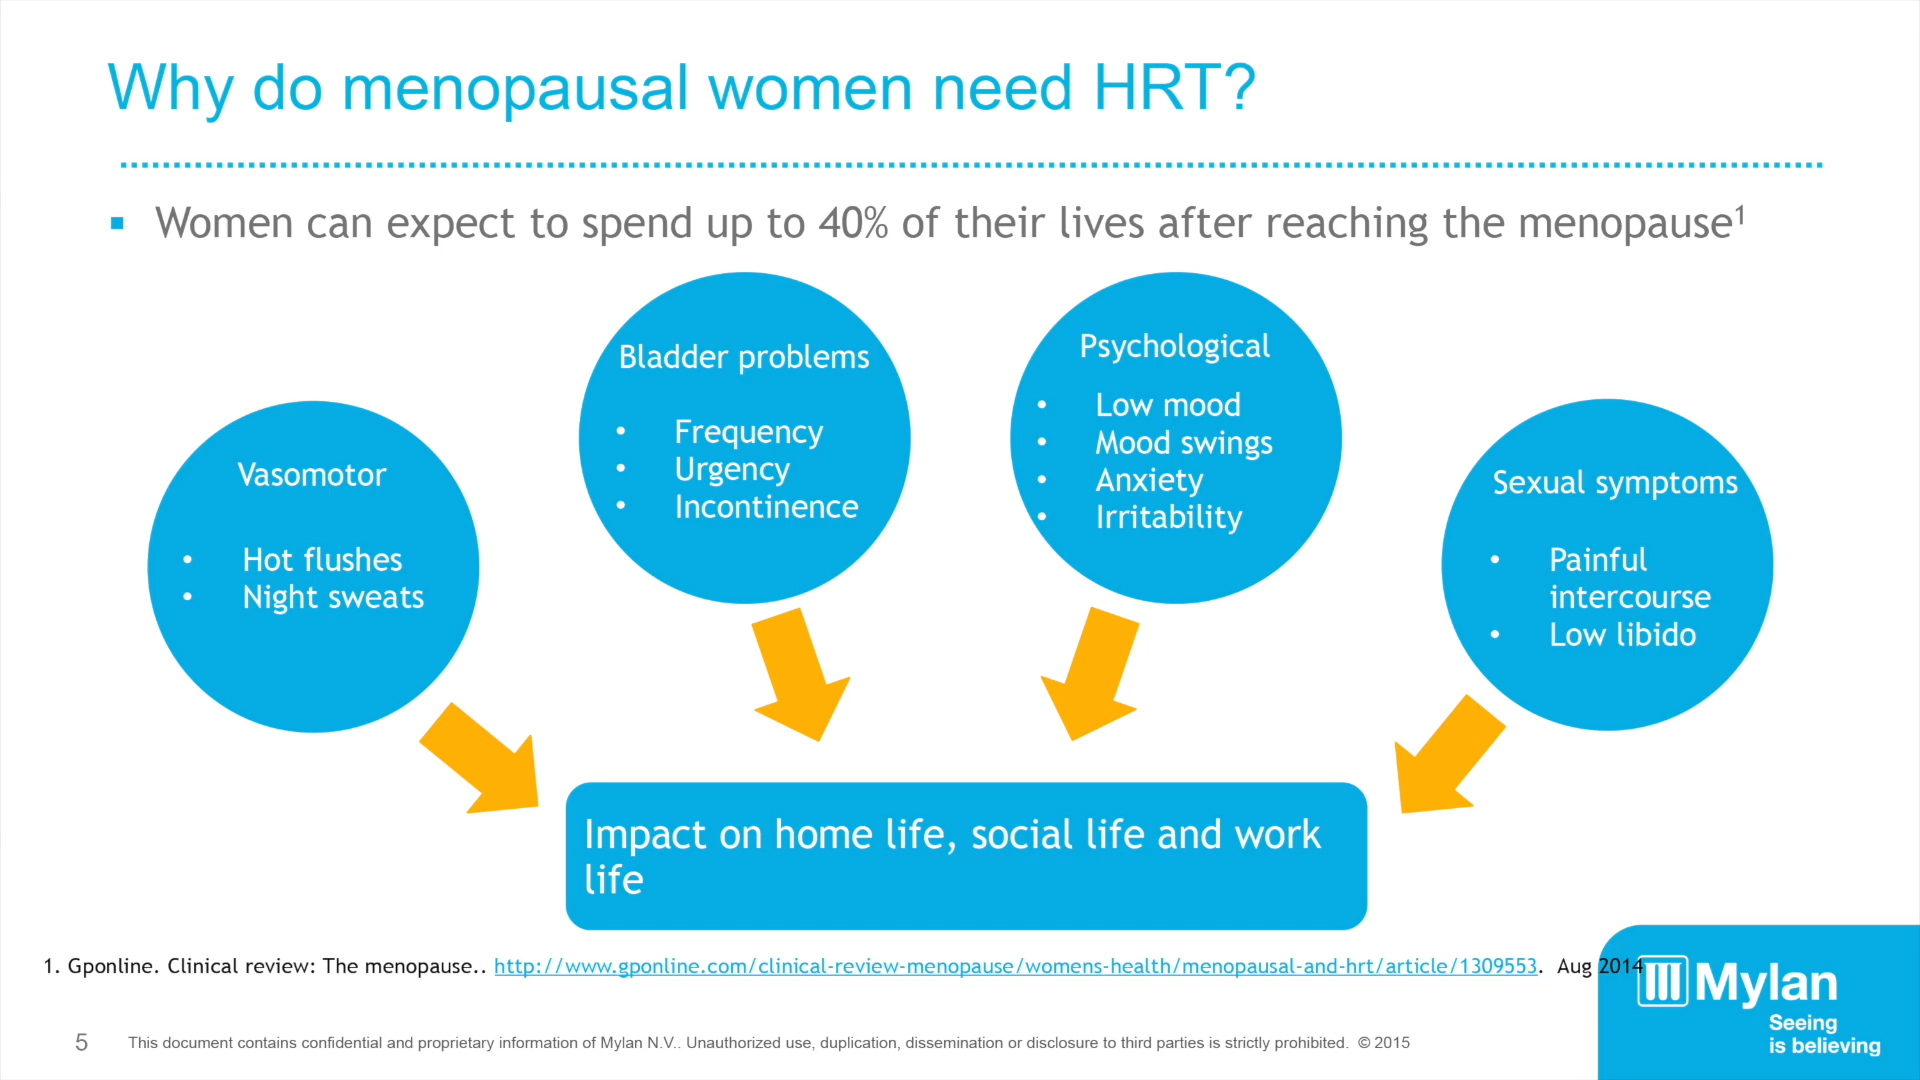 Why do menopausal women need HRT?
▪ Women can expect to spend up to 40% of their lives after reaching the menopause¹
Vasomotor
• Hot flushes
• Night sweats
Bladder problems
• Frequency
• Urgency
• Incontinence
Psychological
• Low mood
• Mood swings
• Anxiety
• Irritability
Sexual symptoms
• Painful
intercourse
• Low libido
Impact on home life, social life and work
life
1. Gponline. Clinical review: The menopause.. http://www.gponline.com/clinical-review-menopause/womens-health/menopausal-and-hrt/article/1309553. Aug 2014
Mylan
Seeing
is believing
5 This document contains confidential and proprietary information of Mylan N.V.. Unauthorized use, duplication, dissemination or disclosure to third parties is strictly prohibited. © 2015